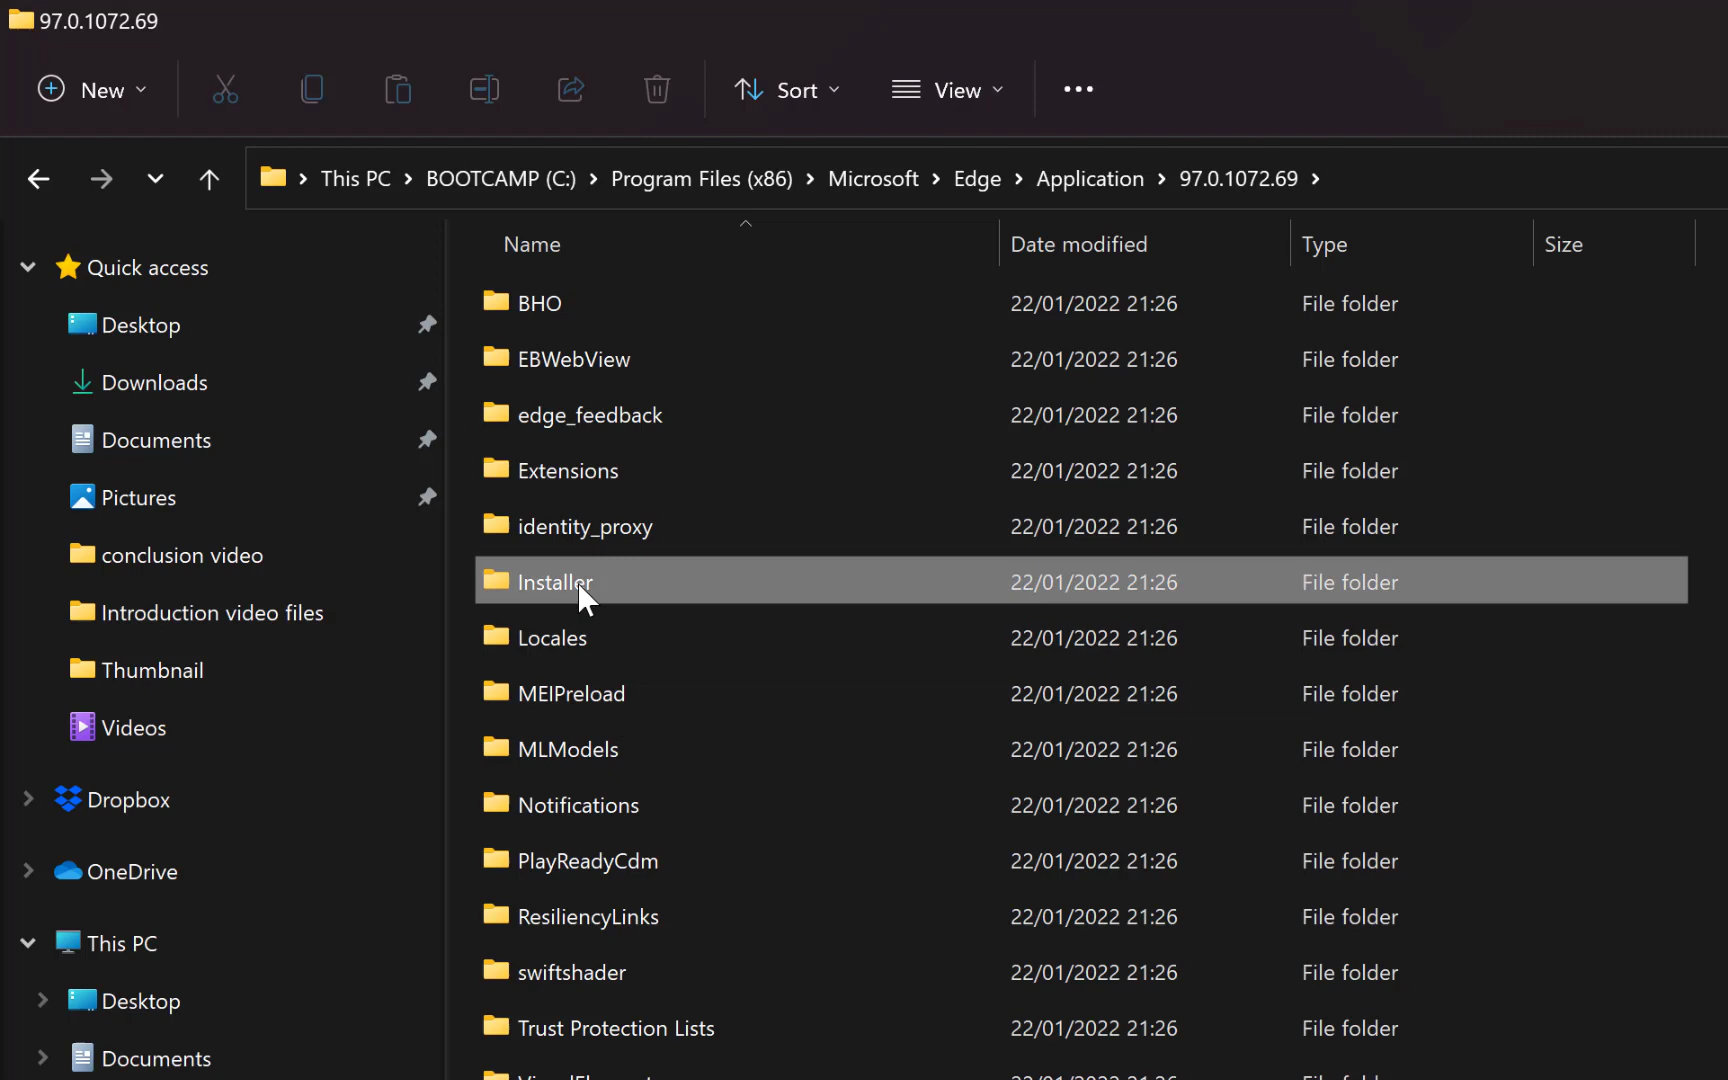 97.0.1072.69
New
Sort
View
This PC > BOOTCAMP (C:) > Program Files (x86) > Microsoft > Edge > Application > 97.0.1072.69 >
Quick access
Desktop
Downloads
Documents
Pictures
conclusion video
Introduction video files
Thumbnail
Videos
Dropbox
OneDrive
This PC
Desktop
Documents
Name Date modified Type Size
BHO 22/01/2022 21:26 File folder
EBWebView 22/01/2022 21:26 File folder
edge_feedback 22/01/2022 21:26 File folder
Extensions 22/01/2022 21:26 File folder
identity_proxy 22/01/2022 21:26 File folder
Installer 22/01/2022 21:26 File folder
Locales 22/01/2022 21:26 File folder
MEIPreload 22/01/2022 21:26 File folder
MLModels 22/01/2022 21:26 File folder
Notifications 22/01/2022 21:26 File folder
PlayReadyCdm 22/01/2022 21:26 File folder
ResiliencyLinks 22/01/2022 21:26 File folder
swiftshader 22/01/2022 21:26 File folder
Trust Protection Lists 22/01/2022 21:26 File folder